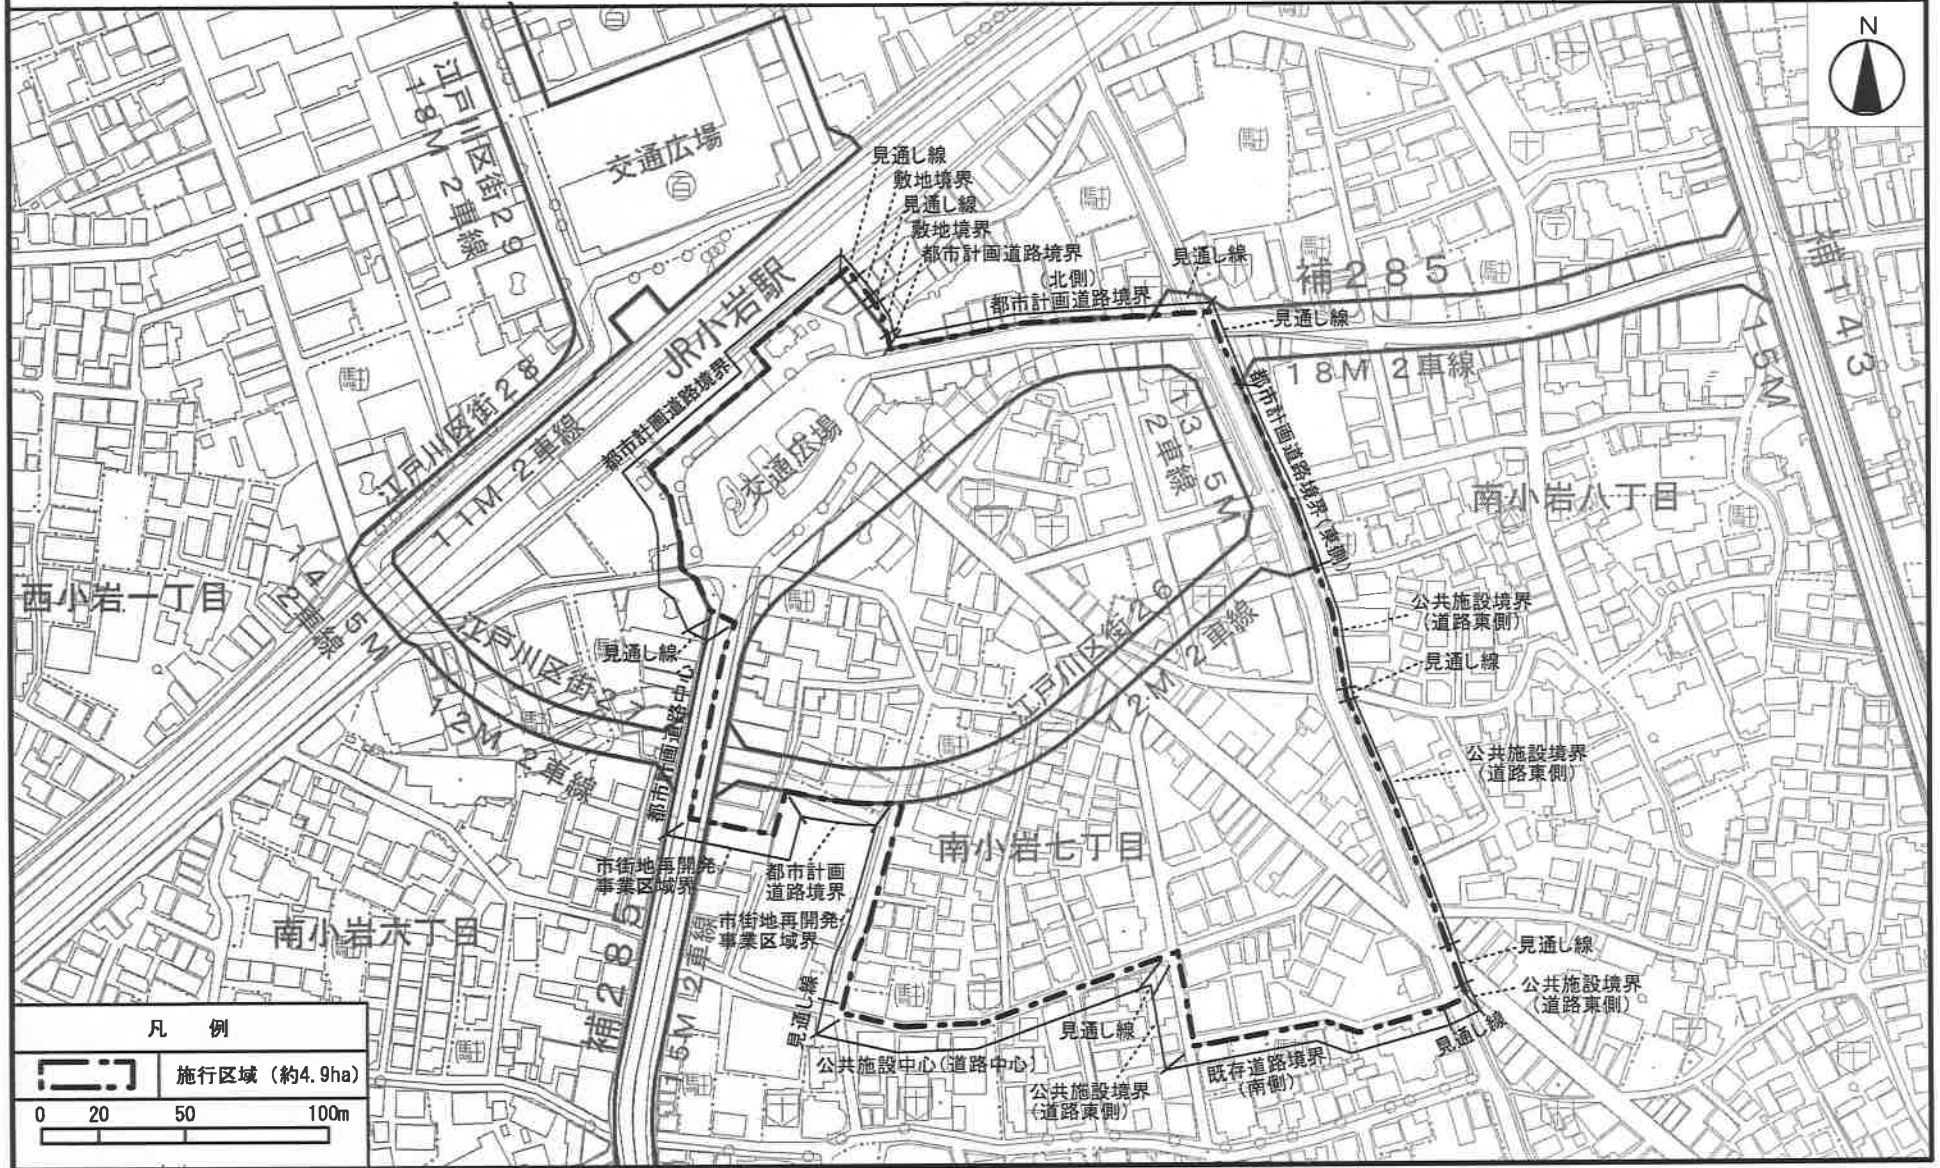 N
江戸川区街29
18M 2車線
交通広場
百
見通し線
敷地境界
見通し線
敷地境界
都市計画道路境界
(北側)
都市計画道路境界
見通し線
補285
見通し線
18M 2車線
補143
15M
JR小岩駅
都市計画道路境界
江戸川区街28
11M 2車線
交通広場
13.5M
2車線
都市計画道路境界(東側)
南小岩八丁目
西小岩一丁目
14.5M
2車線
江戸川区街27
12M 2車線
見通し線
都市計画道路中心
江戸川区街26
12M 2車線
公共施設境界
(道路東側)
見通し線
公共施設境界
(道路東側)
南小岩七丁目
市街地再開発
事業区域界
都市計画
道路境界
市街地再開発
事業区域界
南小岩六丁目
補285
15M 2車線
見通し線
公共施設中心(道路中心)
見通し線
公共施設境界
(道路東側)
既存道路境界
(南側)
見通し線
見通し線
公共施設境界
(道路東側)
凡 例
施行区域 (約4.9ha)
0 20 50 100m